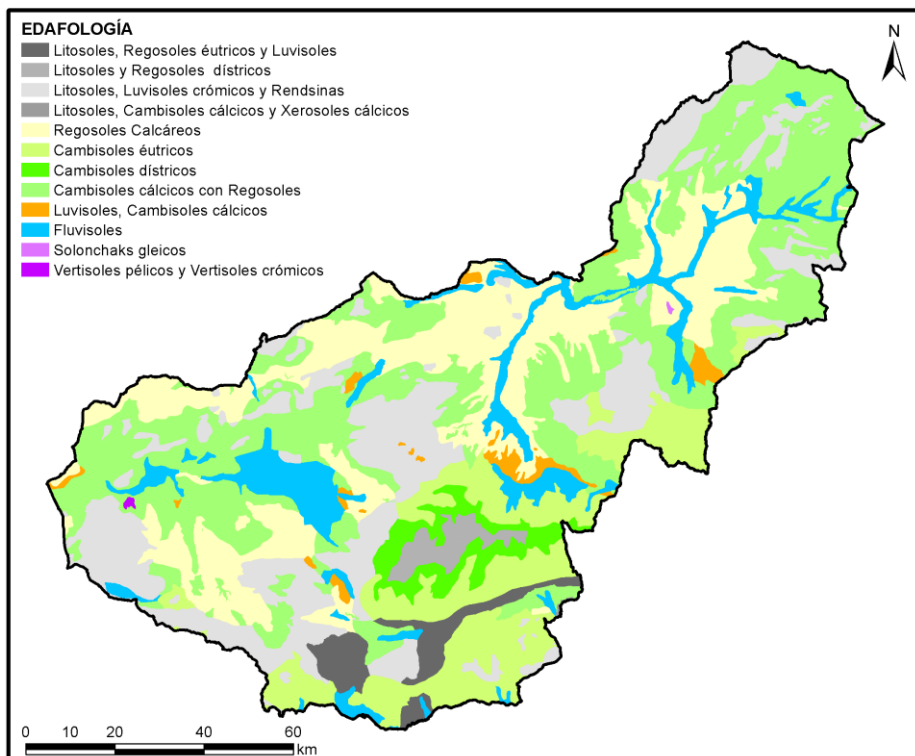 EDAFOLOGÍA
Litosoles, Regosoles éutricos y Luvisoles
Litosoles y Regosoles dístricos
Litosoles, Luvisoles crómicos y Rendsinas
Litosoles, Cambisoles cálcicos y Xerosoles cálcicos
Regosoles Calcáreos
Cambisoles éutricos
Cambisoles dístricos
Cambisoles cálcicos con Regosoles
Luvisoles, Cambisoles cálcicos
Fluvisoles
Solonchaks gleicos
Vertisoles pélicos y Vertisoles crómicos
N
0 20 40 60
km